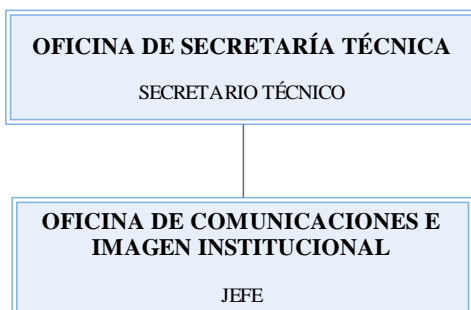 OFICINA DE SECRETARÍA TÉCNICA
SECRETARIO TÉCNICO
OFICINA DE COMUNICACIONES E
IMAGEN INSTITUCIONAL
JEFE